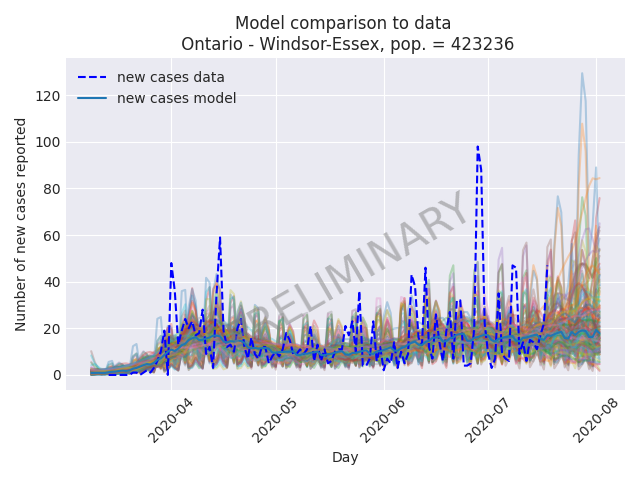 Model comparison to data
Ontario - Windsor-Essex, pop. = 423236
new cases data
new cases model
120
100
80
60
40
20
0
Number of new cases reported
PRELIMINARY
2020-04
2020-05
2020-06
2020-07
2020-08
Day